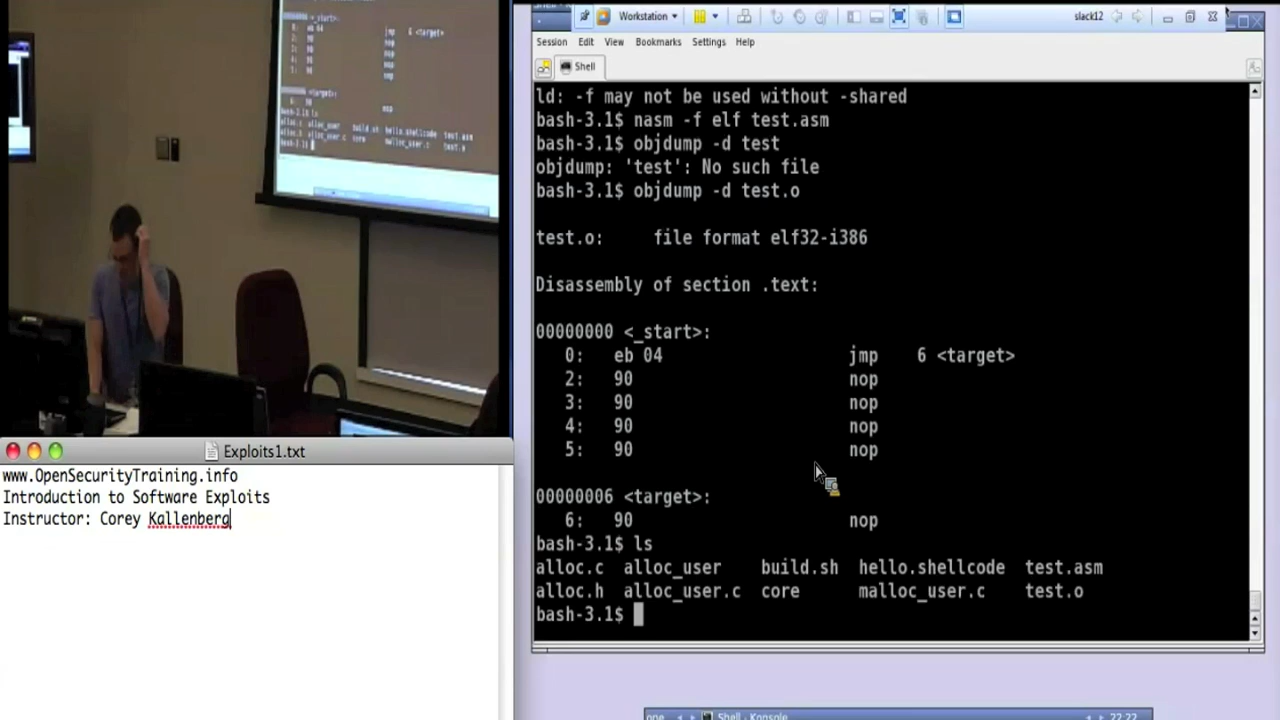 Workstation
slack12
Session Edit View Bookmarks Settings Help
Shell
ld: -f may not be used without -shared
bash-3.1$ nasm -f elf test.asm
bash-3.1$ objdump -d test
objdump: 'test': No such file
bash-3.1$ objdump -d test.o
test.o:     file format elf32-i386
Disassembly of section .text:
00000000 <_start>:
0:   eb 04   jmp    6 <target>
2:   90   nop
3:   90   nop
4:   90   nop
5:   90   nop
00000006 <target>:
6:   90   nop
bash-3.1$ ls
alloc.c  alloc_user    build.sh  hello.shellcode  test.asm
alloc.h  alloc_user.c  core      malloc_user.c    test.o
bash-3.1$
Exploits1.txt
www.OpenSecurityTraining.info
Introduction to Software Exploits
Instructor: Corey Kallenberg
Shell - Konsole
22:22